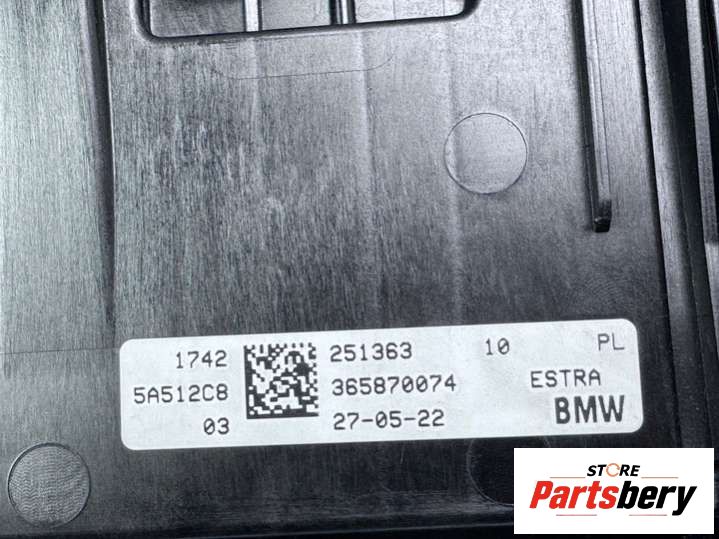 1742 251363 10 PL
5A512C8 365870074 ESTRA
03 27-05-22 BMW
STORE
Partsbery